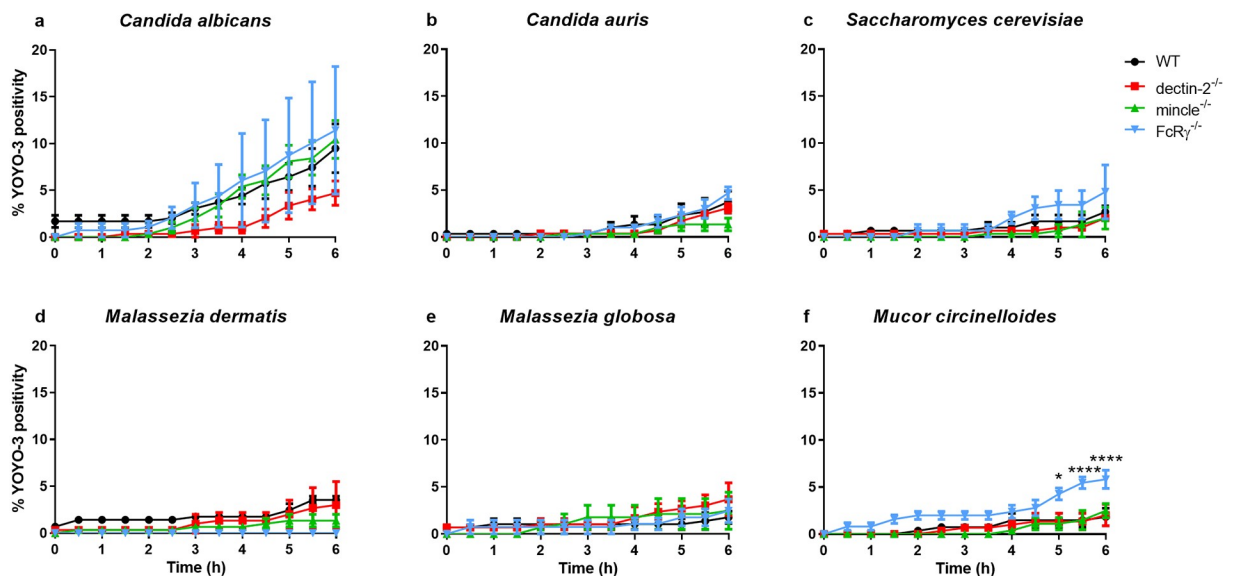 a Candida albicans
b Candida auris
c Saccharomyces cerevisiae
% YOYO-3 positivity
20
15
10
5
0
0 1 2 3 4 5 6
20
15
10
5
0
0 1 2 3 4 5 6
20
15
10
5
0
0 1 2 3 4 5 6
WT
dectin-2-/-
mincle-/-
FcRγ-/-
d Malassezia dermatis
e Malassezia globosa
f Mucor circinelloides
% YOYO-3 positivity
20
15
10
5
0
0 1 2 3 4 5 6
Time (h)
20
15
10
5
0
0 1 2 3 4 5 6
Time (h)
20
15
10
5
0
* **** ****
0 1 2 3 4 5 6
Time (h)